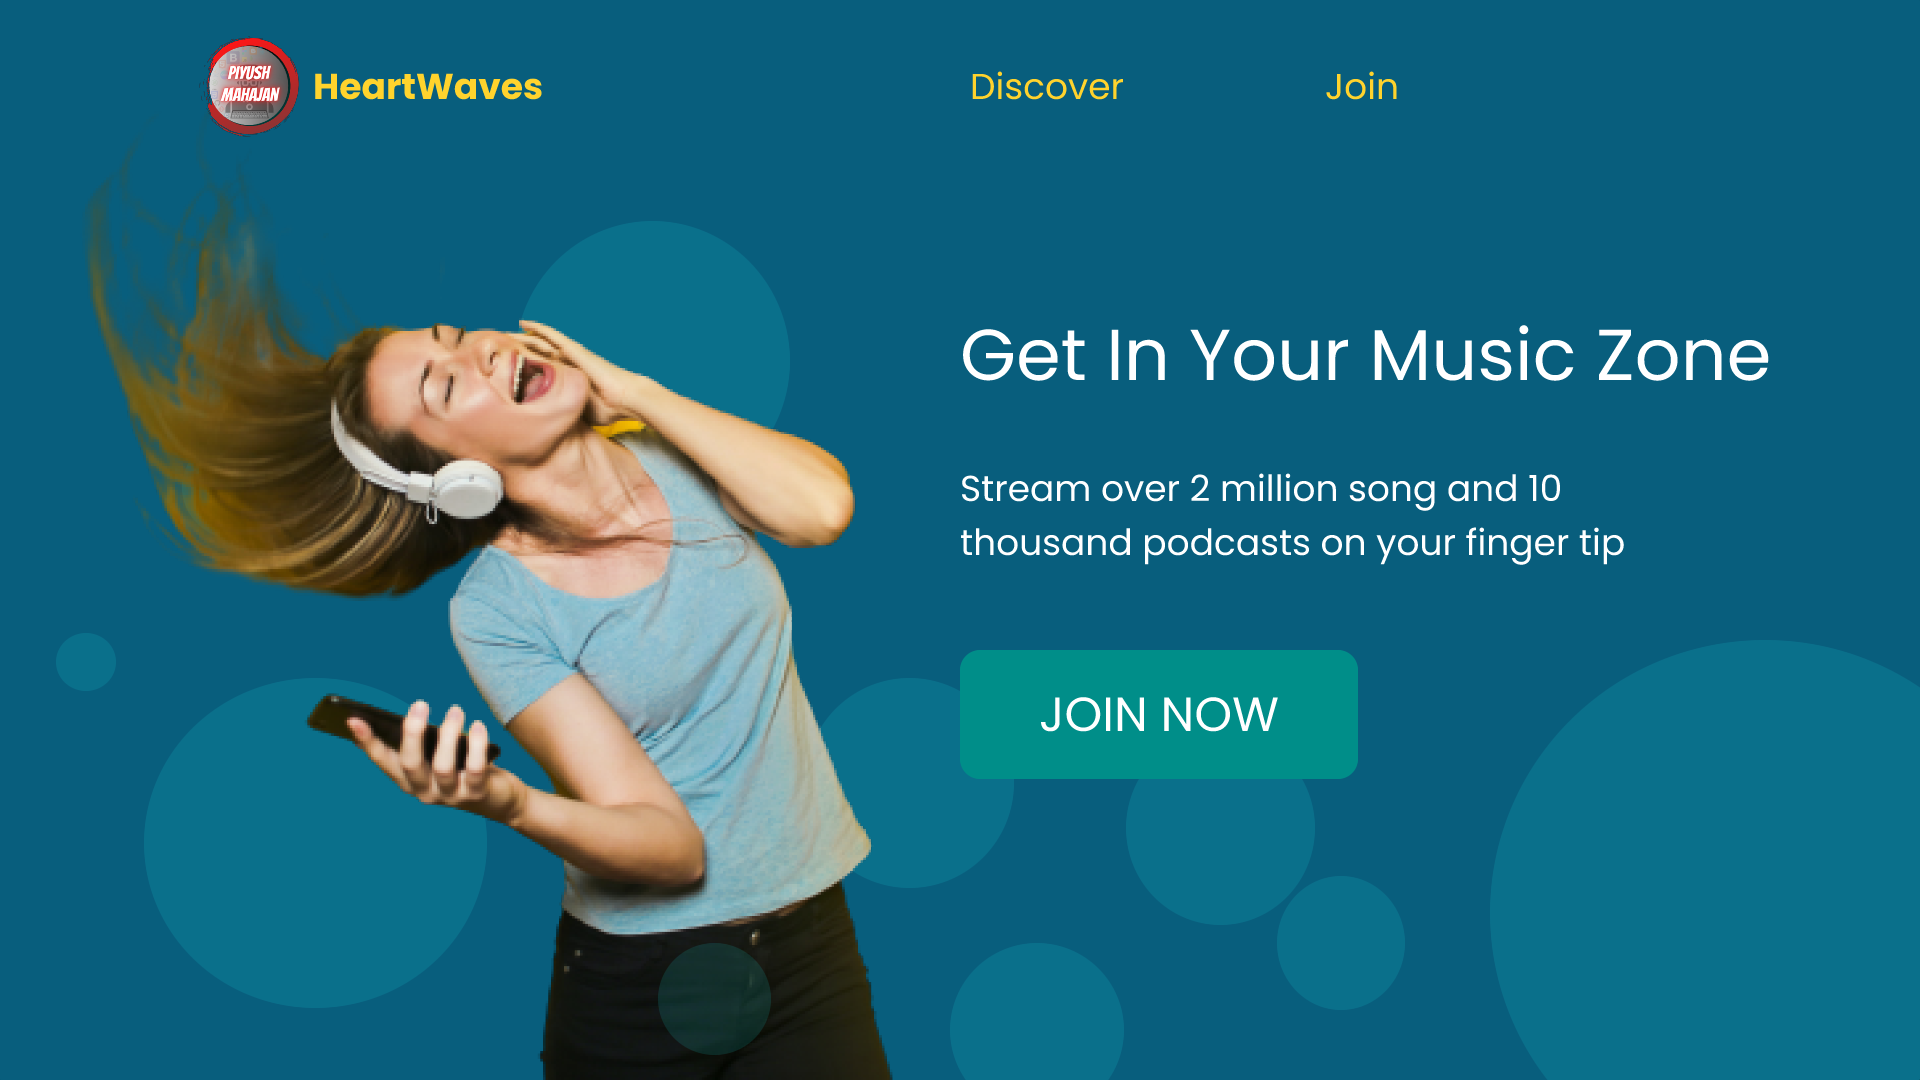 PIYUSH
MAHAJAN
HeartWaves
Discover
Join
Get In Your Music Zone
Stream over 2 million song and 10
thousand podcasts on your finger tip
JOIN NOW